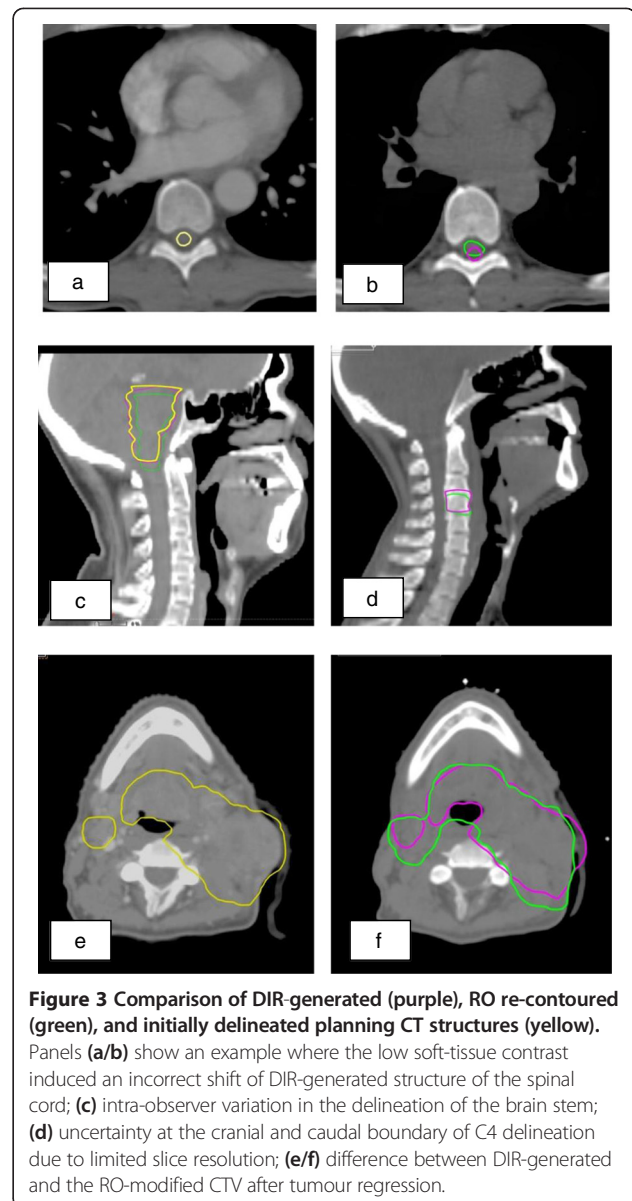 a
b
c
d
e
f
Figure 3 Comparison of DIR-generated (purple), RO re-contoured
(green), and initially delineated planning CT structures (yellow).
Panels (a/b) show an example where the low soft-tissue contrast
induced an incorrect shift of DIR-generated structure of the spinal
cord; (c) intra-observer variation in the delineation of the brain stem;
(d) uncertainty at the cranial and caudal boundary of C4 delineation
due to limited slice resolution; (e/f) difference between DIR-generated
and the RO-modified CTV after tumour regression.